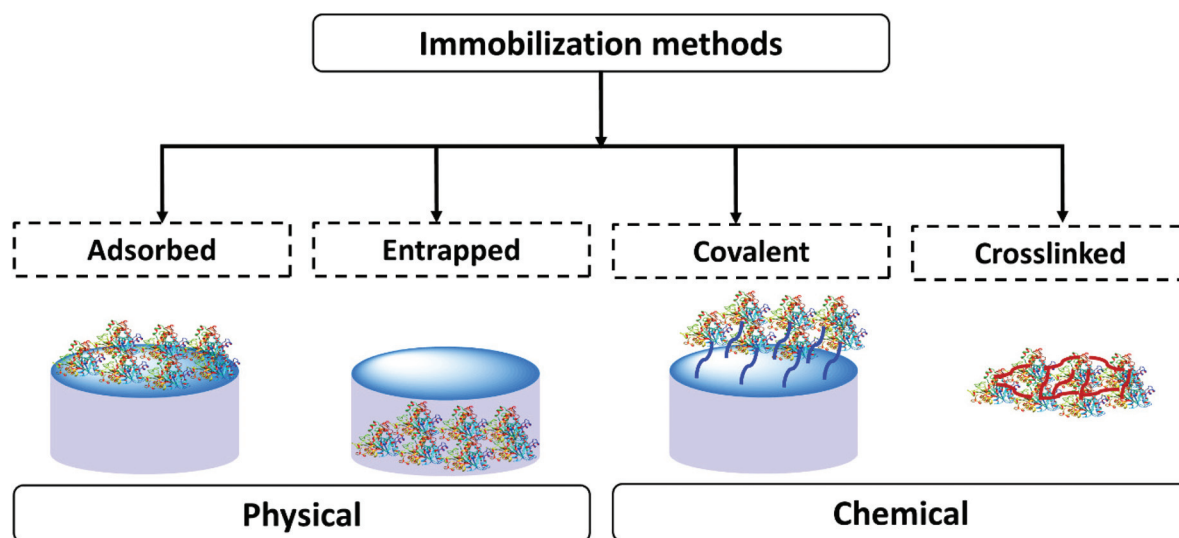 Immobilization methods
Adsorbed
Entrapped
Covalent
Crosslinked
Physical
Chemical